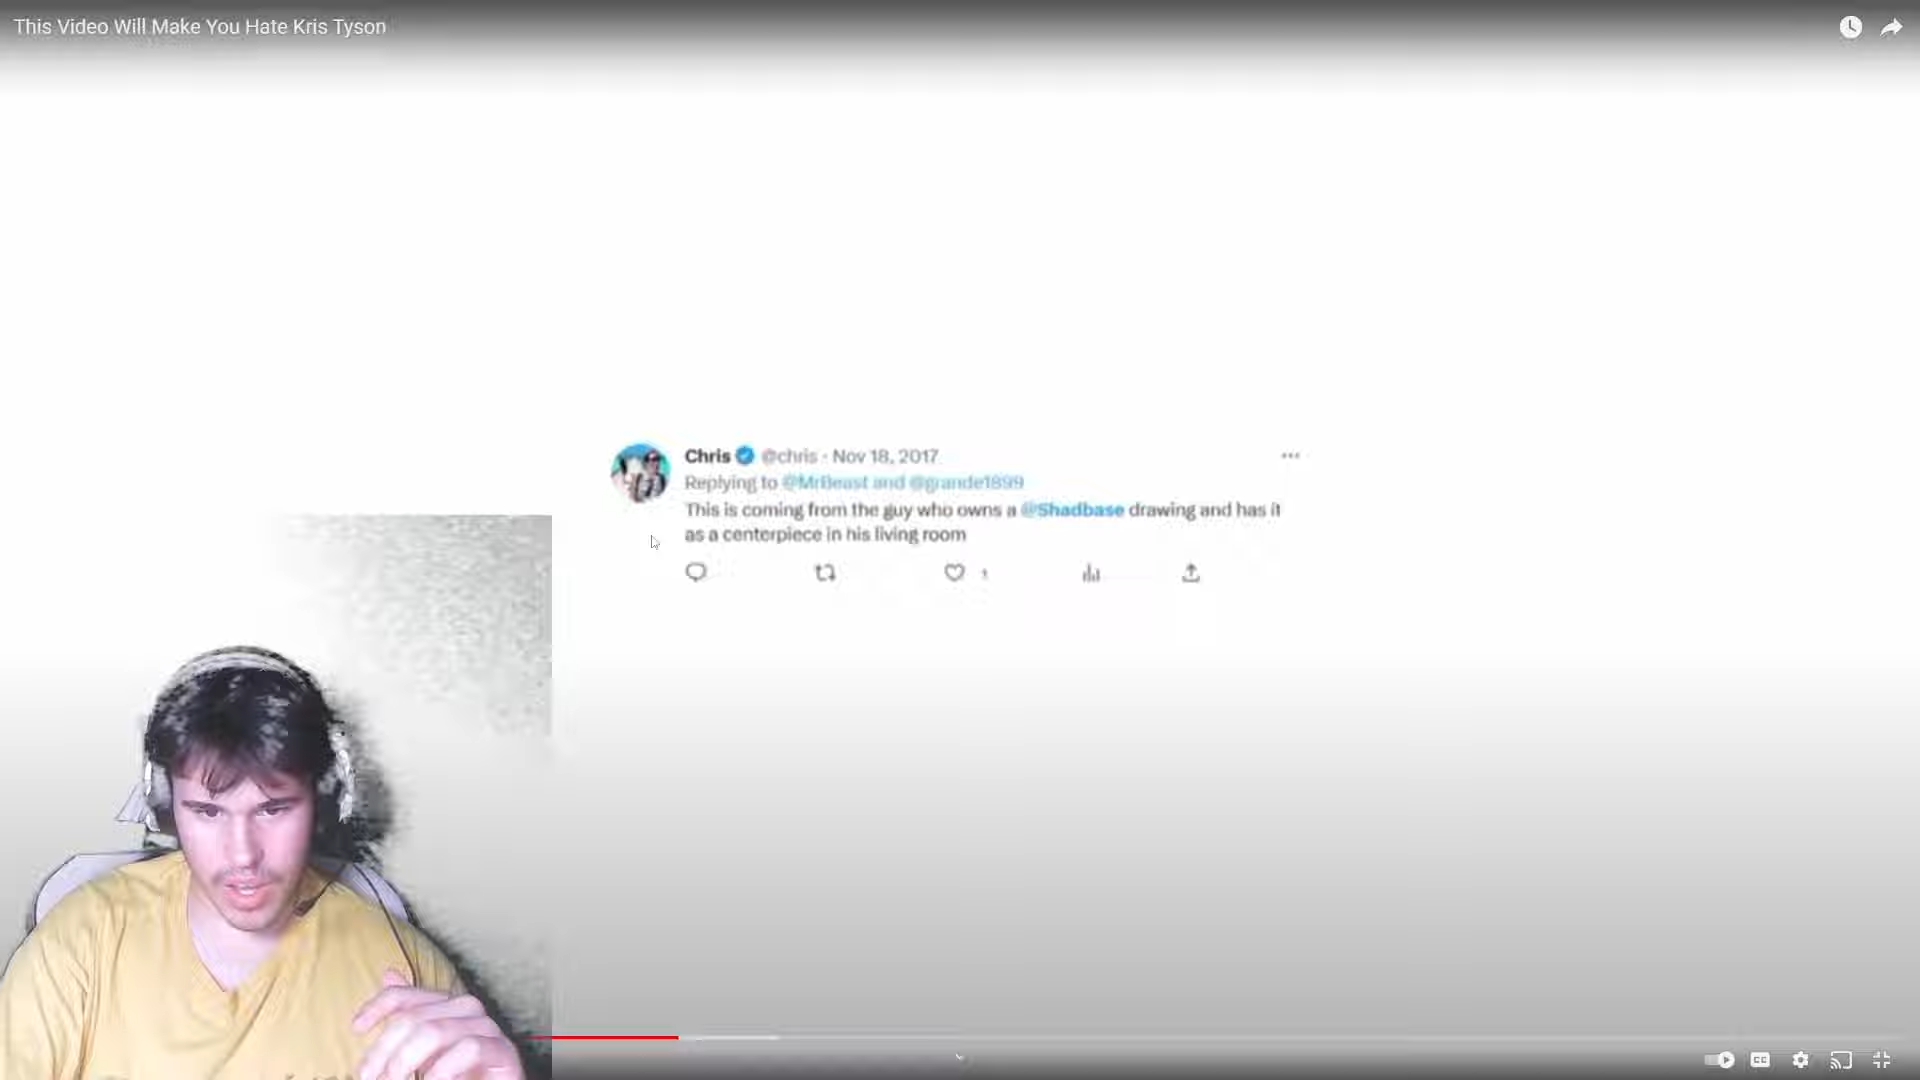 This Video Will Make You Hate Kris Tyson
Chris @chris · Nov 18, 2017
Replying to @MrBeast and @grande1899
This is coming from the guy who owns a @Shadbase drawing and has it
as a centerpiece in his living room
1
CC